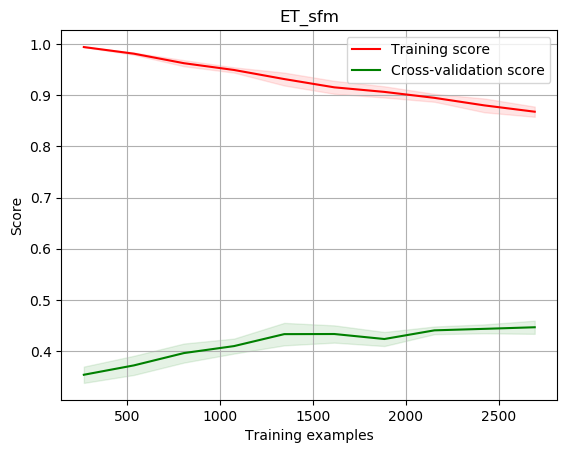 ET_sfm
Training score
Cross-validation score
1.0
0.9
0.8
0.7
0.6
0.5
0.4
Score
500
1000
1500
2000
2500
Training examples